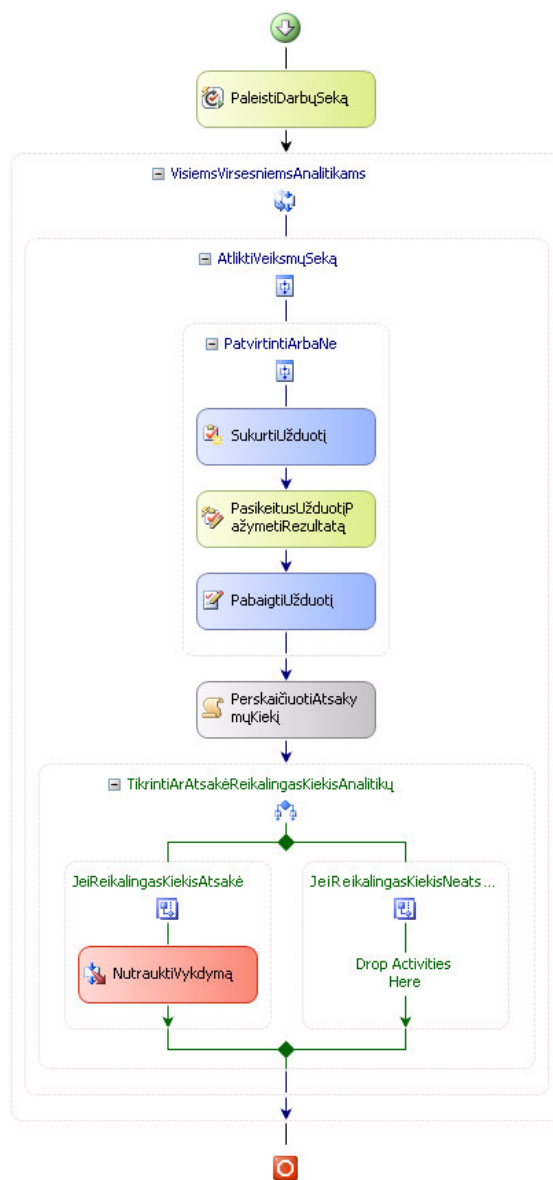 PaleistiDarbųSeką
VisiemsVirsesniemsAnalitikams
AtliktiVeiksmųSeką
PatvirtintiArbaNe
SukurtiUžduotį
PasikeitusUžduotįP
ažymetiRezultatą
PabaigtiUžduotį
PerskaičiuotiAtsaky
mųKiekį
TikrintiArAtsakėReikalingasKiekisAnalitikų
JeiReikalingasKiekisAtsakė
JeiReikalingasKiekisNeats...
NutrauktiVykdymą
Drop Activities
Here